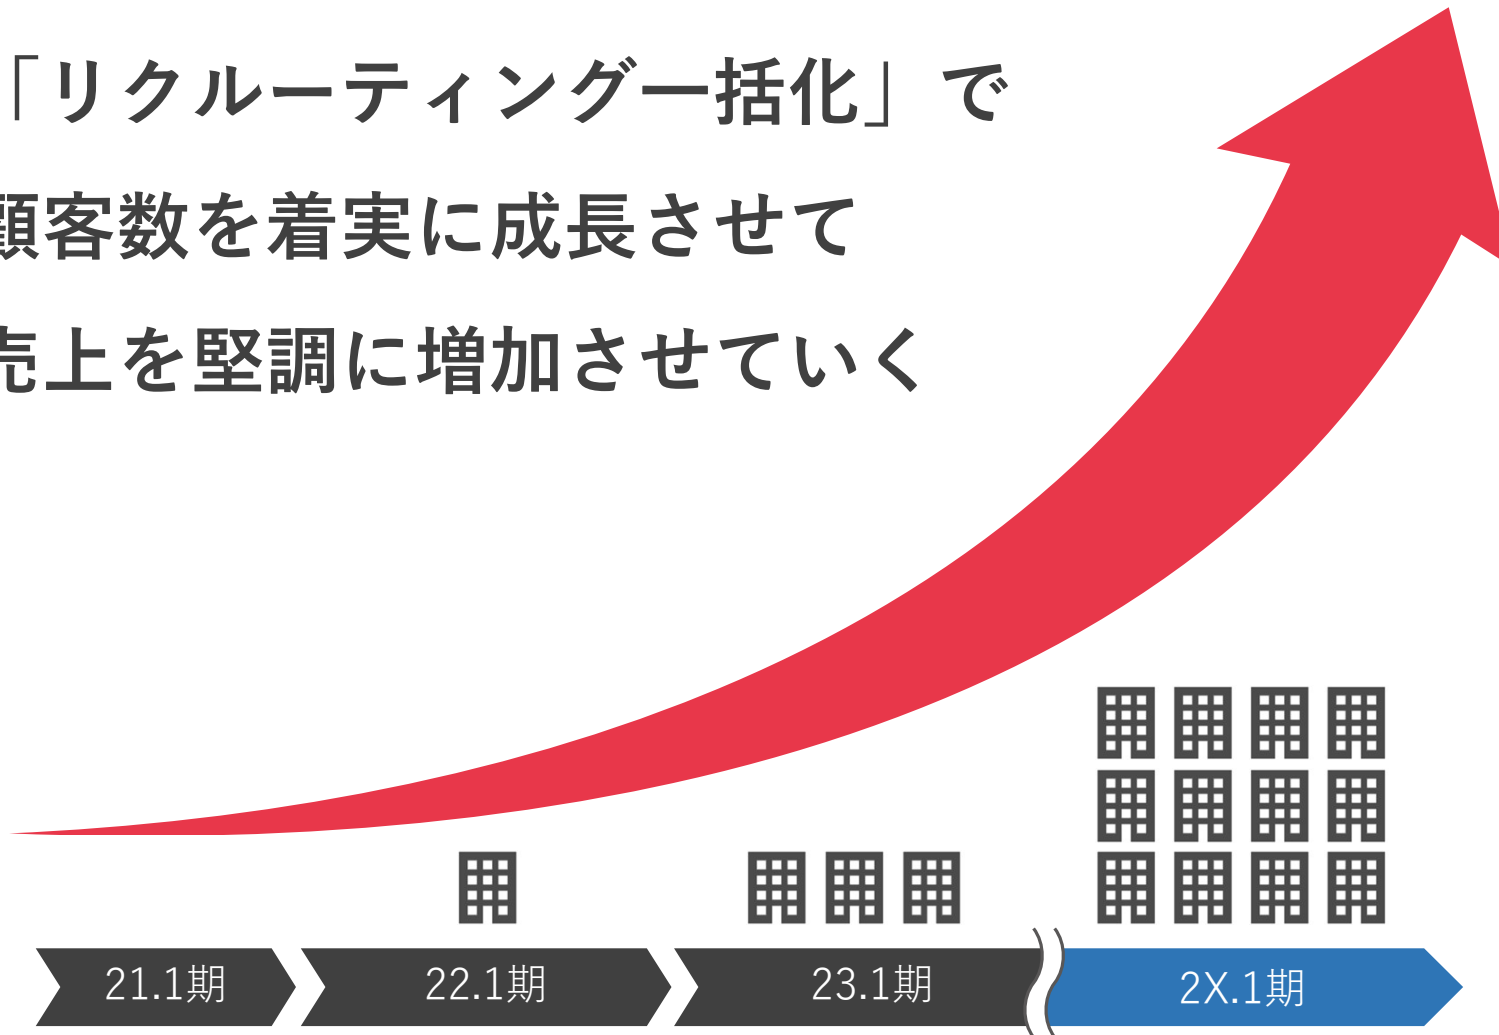 「リクルーティング一括化」で
顧客数を着実に成長させて
売上を堅調に増加させていく
21.1期
22.1期
23.1期
2X.1期